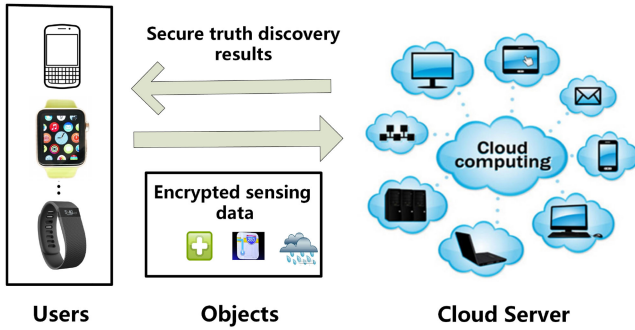 Secure truth discovery
results
Encrypted sensing
data
Cloud
computing
Users
Objects
Cloud Server